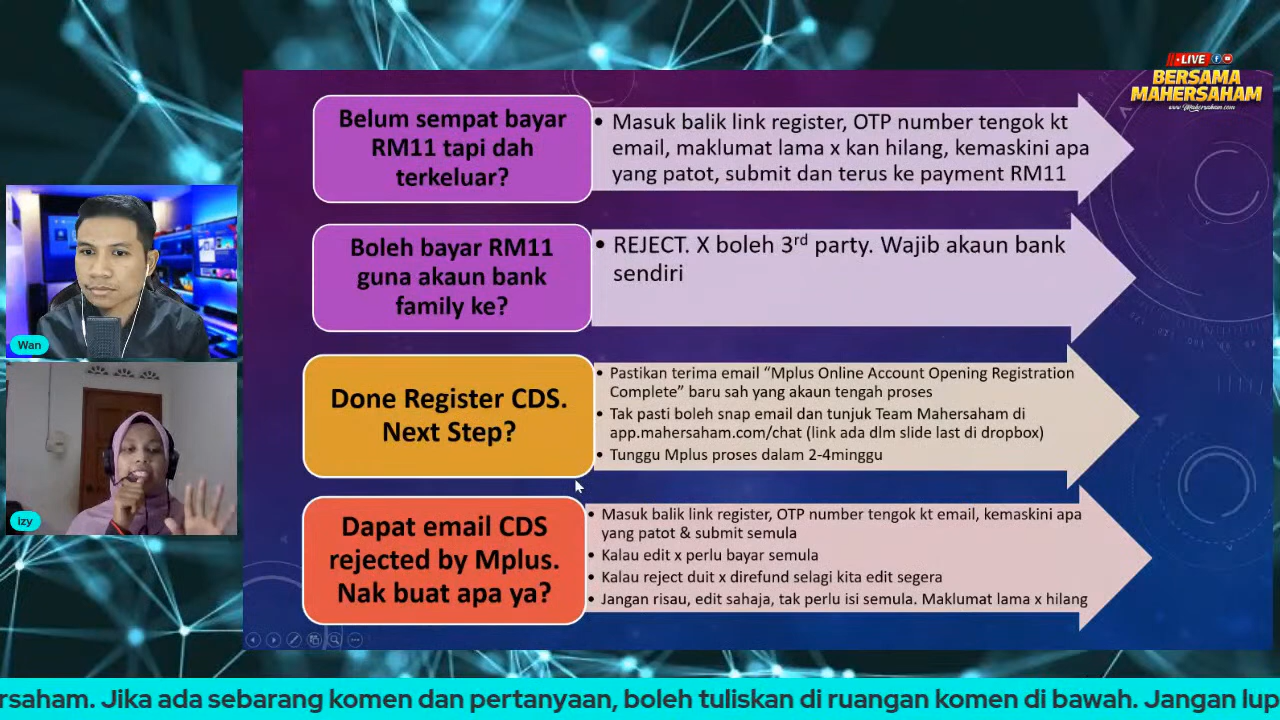 LIVE
BERSAMA
MAHERSAHAM
www.Mahersaham.com
Belum sempat bayar
RM11 tapi dah
terkeluar?
• Masuk balik link register, OTP number tengok kt
email, maklumat lama x kan hilang, kemaskini apa
yang patot, submit dan terus ke payment RM11
Boleh bayar RM11
guna akaun bank
family ke?
• REJECT. X boleh 3rd party. Wajib akaun bank
sendiri
Done Register CDS.
Next Step?
• Pastikan terima email “Mplus Online Account Opening Registration
Complete” baru sah yang akaun tengah proses
• Tak pasti boleh snap email dan tunjuk Team Mahersaham di
app.mahersaham.com/chat (link ada dlm slide last di dropbox)
• Tunggu Mplus proses dalam 2-4minggu
Dapat email CDS
rejected by Mplus.
Nak buat apa ya?
• Masuk balik link register, OTP number tengok kt email, kemaskini apa
yang patot & submit semula
• Kalau edit x perlu bayar semula
• Kalau reject duit x direfund selagi kita edit segera
• Jangan risau, edit sahaja, tak perlu isi semula. Maklumat lama x hilang
Wan
izy
rsaham. Jika ada sebarang komen dan pertanyaan, boleh tuliskan di ruangan komen di bawah. Jangan lup